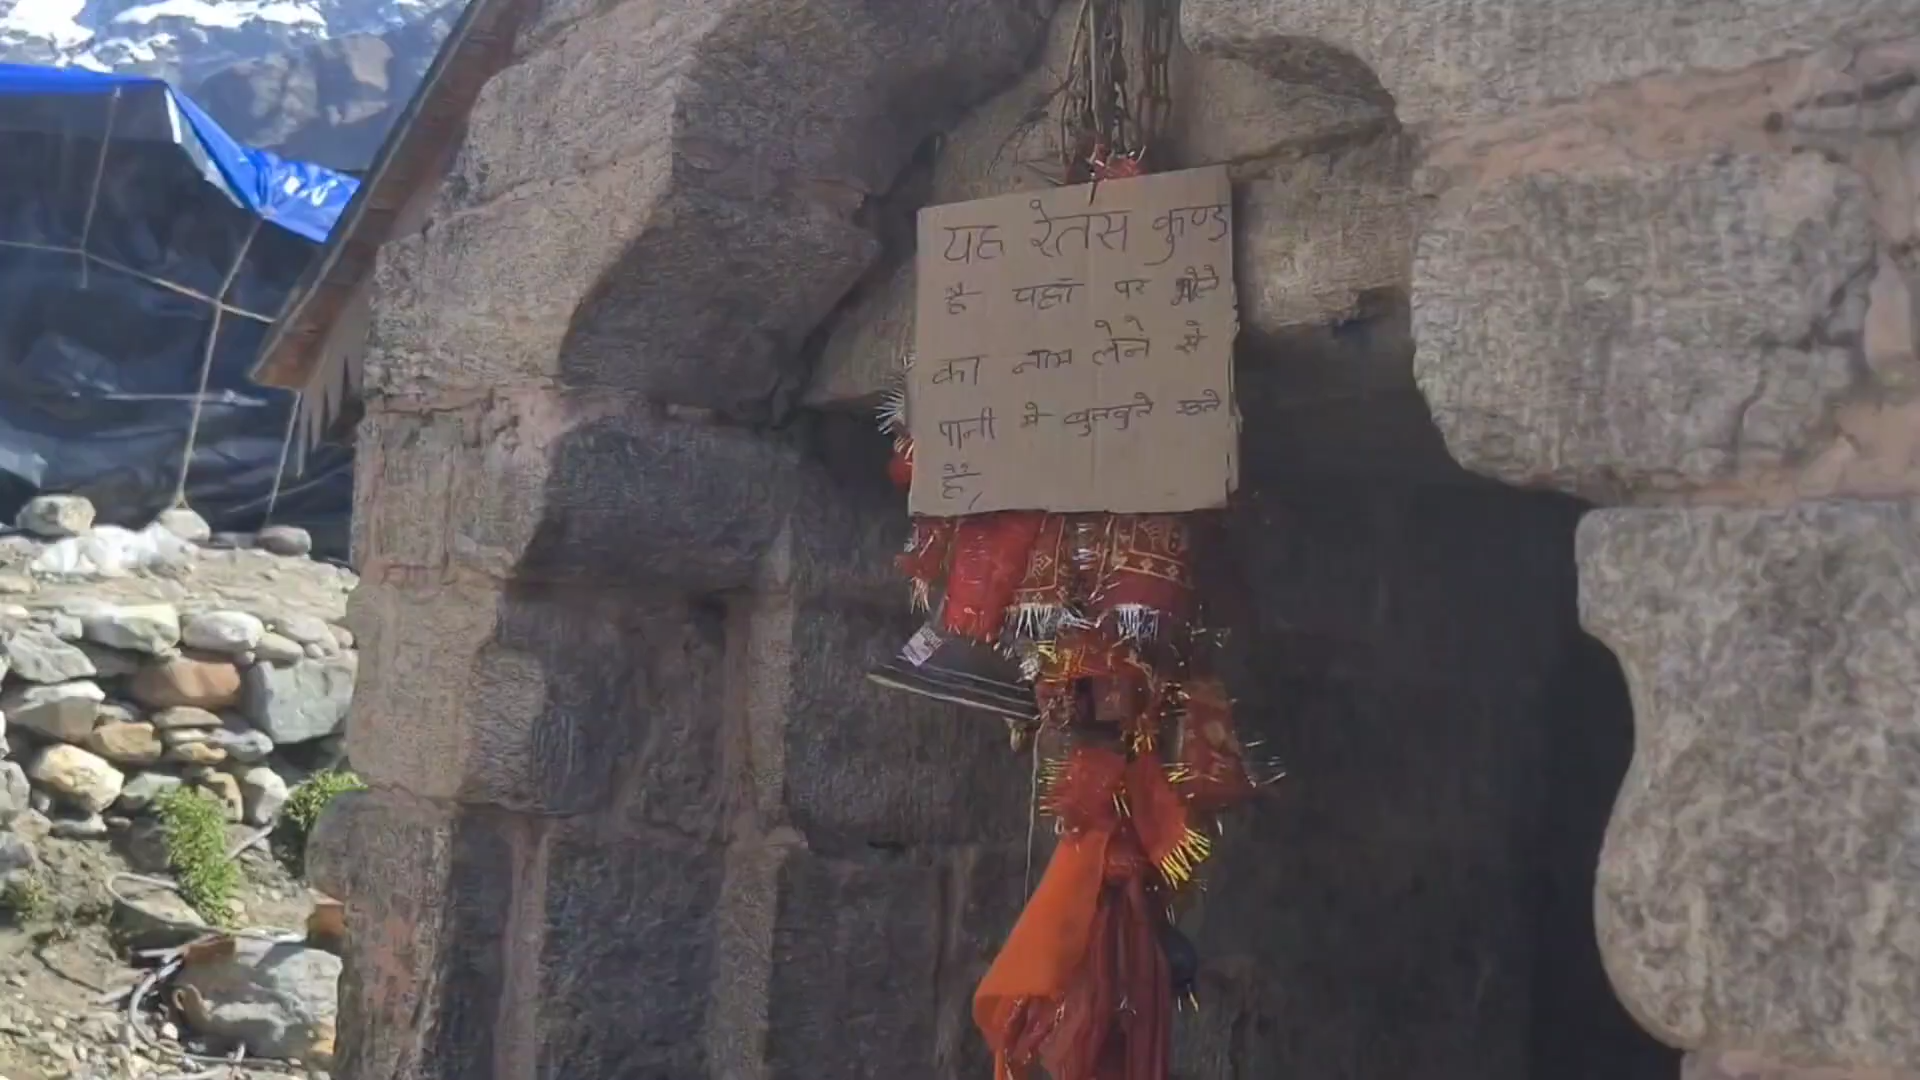 यह रेतस कुण्ड
है यहाँ पर भोले
का नाम लेने से
पानी मे बुलबुले उठते
हैं,